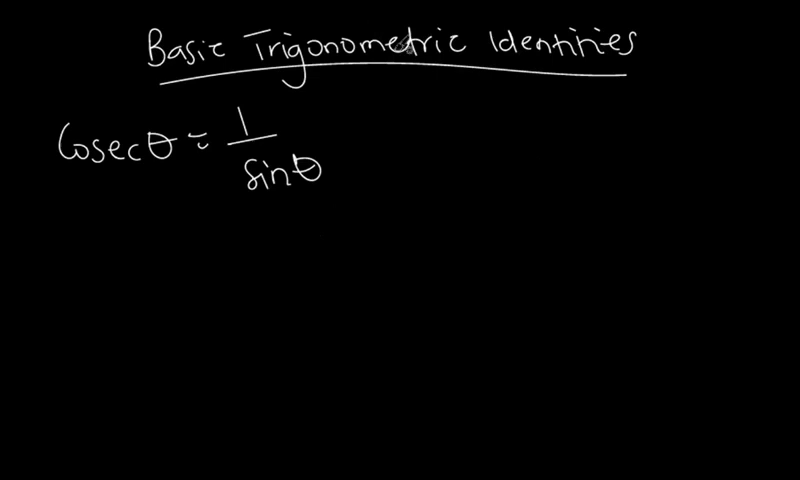 Basic Trigonometric Identities
Cosecθ = 1/sinθ